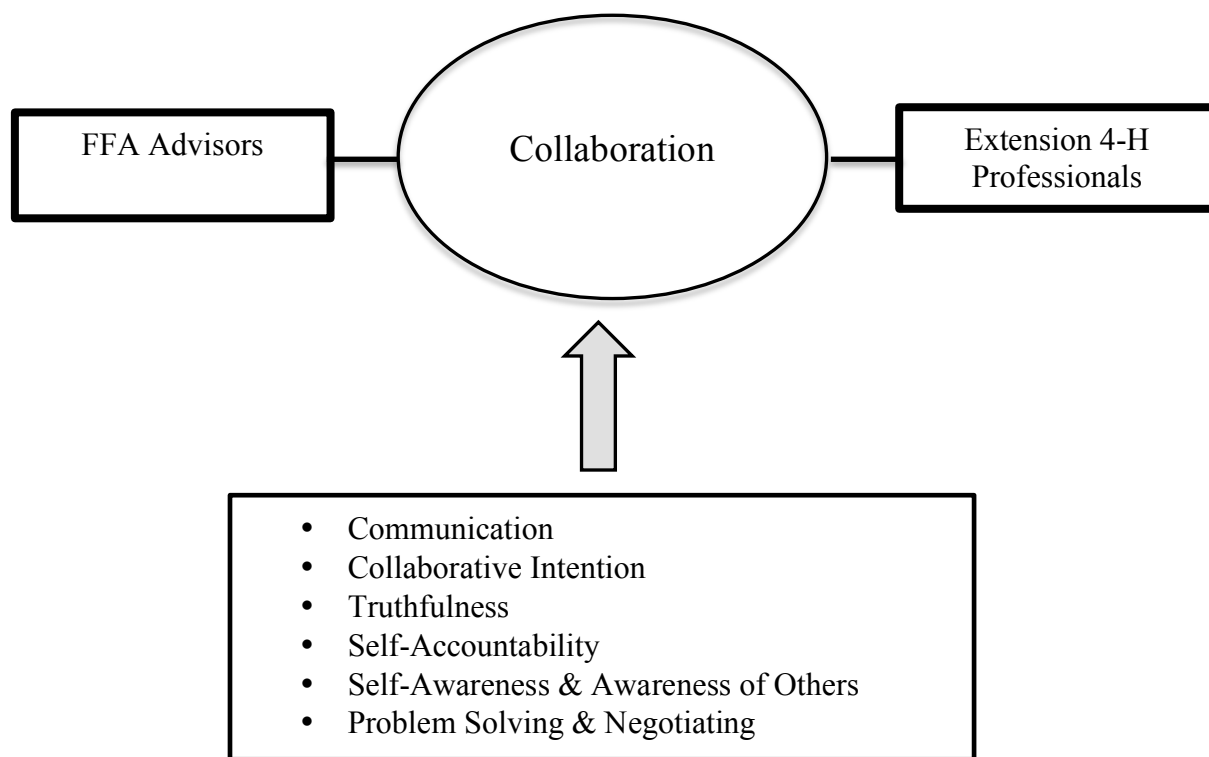 FFA Advisors
Collaboration
Extension 4-H
Professionals
• Communication
• Collaborative Intention
• Truthfulness
• Self-Accountability
• Self-Awareness & Awareness of Others
• Problem Solving & Negotiating